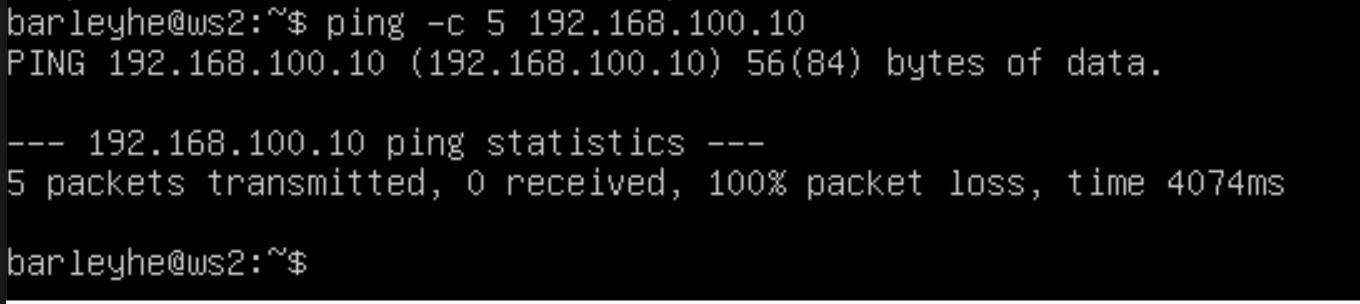 barleyhe@ws2:~$ ping -c 5 192.168.100.10
PING 192.168.100.10 (192.168.100.10) 56(84) bytes of data.
--- 192.168.100.10 ping statistics ---
5 packets transmitted, 0 received, 100% packet loss, time 4074ms
barleyhe@ws2:~$